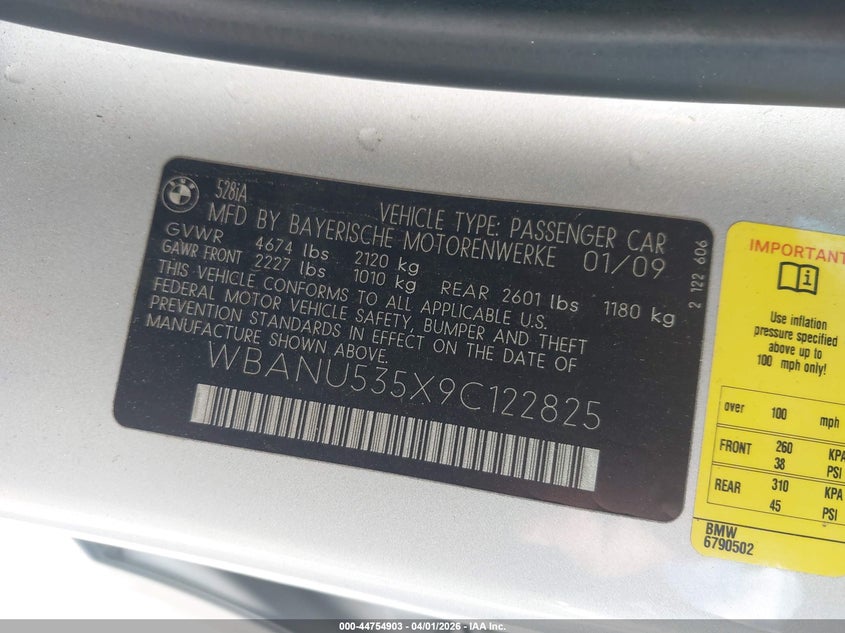 BMW
528iA
VEHICLE TYPE: PASSENGER CAR
MFD BY BAYERISCHE MOTORENWERKE 01/09
GVWR 4674 lbs 2120 kg
GAWR FRONT 2227 lbs 1010 kg REAR 2601 lbs 1180 kg
THIS VEHICLE CONFORMS TO ALL APPLICABLE U.S.
FEDERAL MOTOR VEHICLE SAFETY, BUMPER AND THEFT
PREVENTION STANDARDS IN EFFECT ON THE DATE OF
MANUFACTURE SHOWN ABOVE.
WBANU535X9C122825
2 122 606
IMPORTANT
Use inflation
pressure specified
above up to
100 mph only!
over 100 mph
FRONT 260 KPA
38 PSI
REAR 310 KPA
45 PSI
BMW
6790502
000-44754903 - 04/01/2026 - IAA Inc.